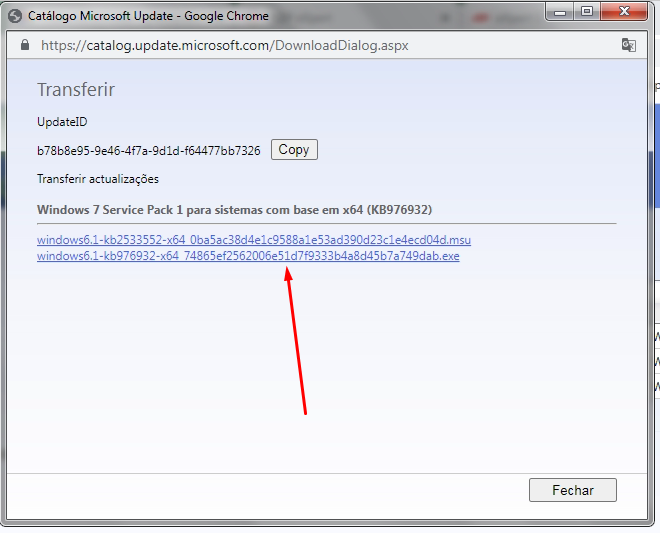 Catálogo Microsoft Update - Google Chrome
https://catalog.update.microsoft.com/DownloadDialog.aspx
Transferir
UpdateID
b78b8e95-9e46-4f7a-9d1d-f64477bb7326 Copy
Transferir actualizações
Windows 7 Service Pack 1 para sistemas com base em x64 (KB976932)
windows6.1-kb2533552-x64_0ba5ac38d4e1c9588a1e53ad390d23c1e4ecd04d.msu
windows6.1-kb976932-x64_74865ef2562006e51d7f9333b4a8d45b7a749dab.exe
Fechar